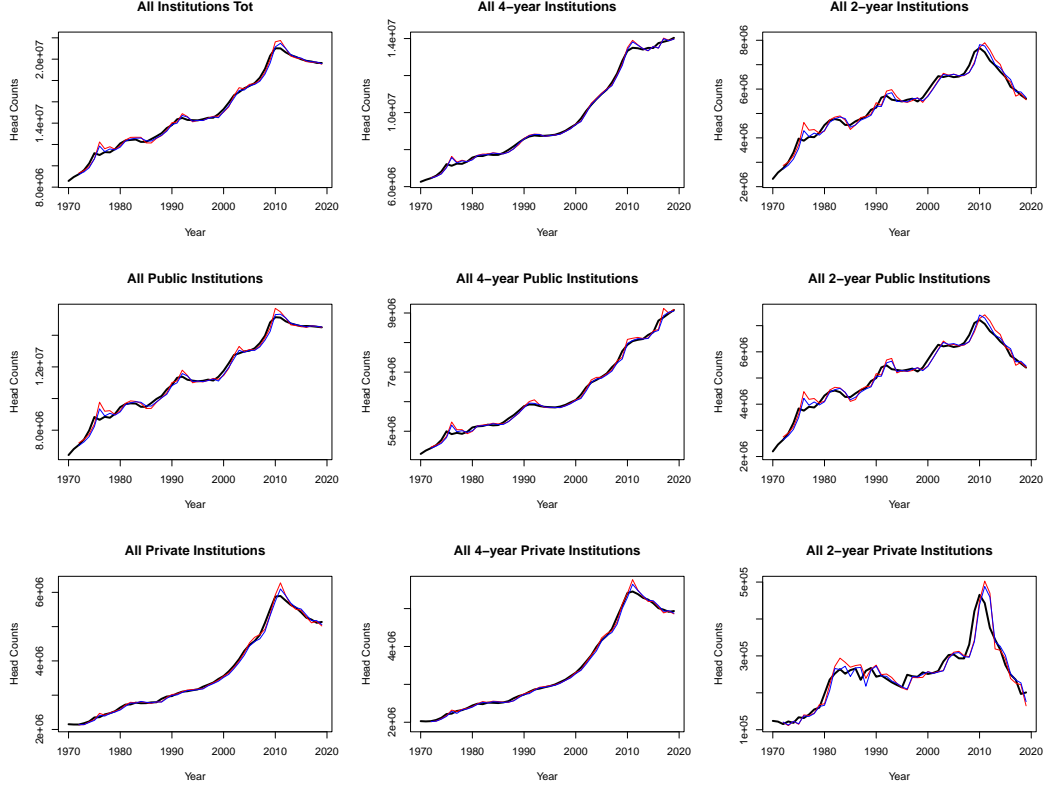 All Institutions Tot
Head Counts
8.0e+06 1.4e+07 2.0e+07
1970 1980 1990 2000 2010 2020
Year
All 4−year Institutions
Head Counts
6.0e+06 1.0e+07 1.4e+07
1970 1980 1990 2000 2010 2020
Year
All 2−year Institutions
Head Counts
2e+06 4e+06 6e+06 8e+06
1970 1980 1990 2000 2010 2020
Year
All Public Institutions
Head Counts
8.0e+06 1.2e+07
1970 1980 1990 2000 2010 2020
Year
All 4−year Public Institutions
Head Counts
5e+06 7e+06 9e+06
1970 1980 1990 2000 2010 2020
Year
All 2−year Public Institutions
Head Counts
2e+06 4e+06 6e+06
1970 1980 1990 2000 2010 2020
Year
All Private Institutions
Head Counts
2e+06 4e+06 6e+06
1970 1980 1990 2000 2010 2020
Year
All 4−year Private Institutions
Head Counts
2e+06 4e+06
1970 1980 1990 2000 2010 2020
Year
All 2−year Private Institutions
Head Counts
1e+05 3e+05 5e+05
1970 1980 1990 2000 2010 2020
Year